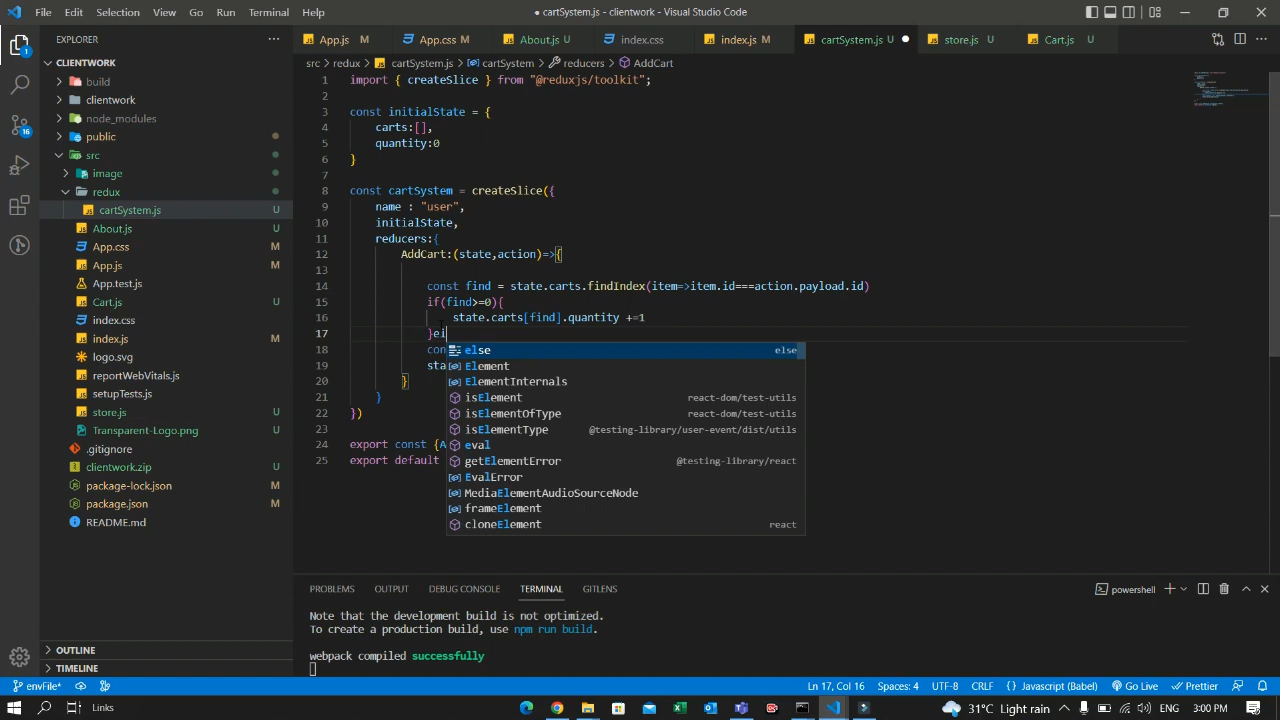 File Edit Selection View Go Run Terminal Help
● cartSystem.js - clientwork - Visual Studio Code
EXPLORER ...
App.js M
App.css M
About.js U
index.css
index.js M
cartSystem.js U ●
store.js U
Cart.js U
CLIENTWORK
build
clientwork
node_modules
public
src
image
redux
cartSystem.js U
About.js U
App.css M
App.js M
App.test.js
Cart.js U
index.css
index.js M
logo.svg
reportWebVitals.js
setupTests.js
store.js U
Transparent-Logo.png U
.gitignore
clientwork.zip U
package-lock.json M
package.json M
README.md
OUTLINE
TIMELINE
1
16
src > redux > cartSystem.js > cartSystem > reducers > AddCart
1 import { createSlice } from "@reduxjs/toolkit";
2
3 const initialState = {
4 carts:[],
5 quantity:0
6 }
7
8 const cartSystem = createSlice({
9 name : "user",
10 initialState,
11 reducers:{
12 AddCart:(state,action)=>{
13
14 const find = state.carts.findIndex(item=>item.id===action.payload.id)
15 if(find>=0){
16 state.carts[find].quantity +=1
17 }el
18 con
19 sta
20 }
21 }
22 })
23
24 export const {A
25 export default
else else
Element
ElementInternals
isElement react-dom/test-utils
isElementOfType react-dom/test-utils
isElementType @testing-library/user-event/dist/utils
eval
getElementError @testing-library/react
EvalError
MediaElementAudioSourceNode
frameElement
cloneElement react
PROBLEMS OUTPUT DEBUG CONSOLE TERMINAL GITLENS
powershell
Note that the development build is not optimized.
To create a production build, use npm run build.
webpack compiled successfully
envFile* Ln 17, Col 16 Spaces: 4 UTF-8 CRLF {} Javascript (Babel) Go Live Prettier
Links 31°C Light rain ENG 3:00 PM